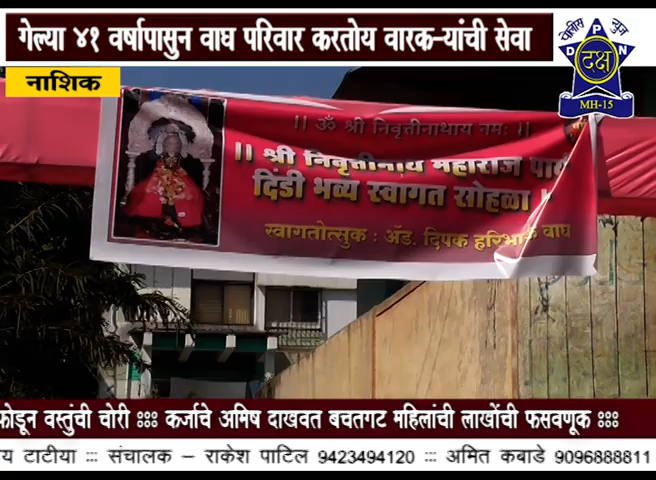 गेल्या ४१ वर्षापासुन वाघ परिवार करतोय वारकऱ्यांची सेवा
पोलीस न्युज
D P N
दक्ष
MH-15
नाशिक
|| ॐ श्री निवृत्तीनाथाय नमः ||
|| श्री निवृत्तीनाथ महाराज
दिंडी भव्य स्वागत सोहळा
स्वागतोत्सुक : ॲड. दिपक हरिभाऊ वाघ
फोडून वस्तुंची चोरी ::: कर्जाचे अमिष दाखवत बचतगट महिलांची लाखोंची फसवणूक :::
य टाटीया ::: संचालक – राकेश पाटिल 9423494120 ::: अमित कबाडे 9096888811